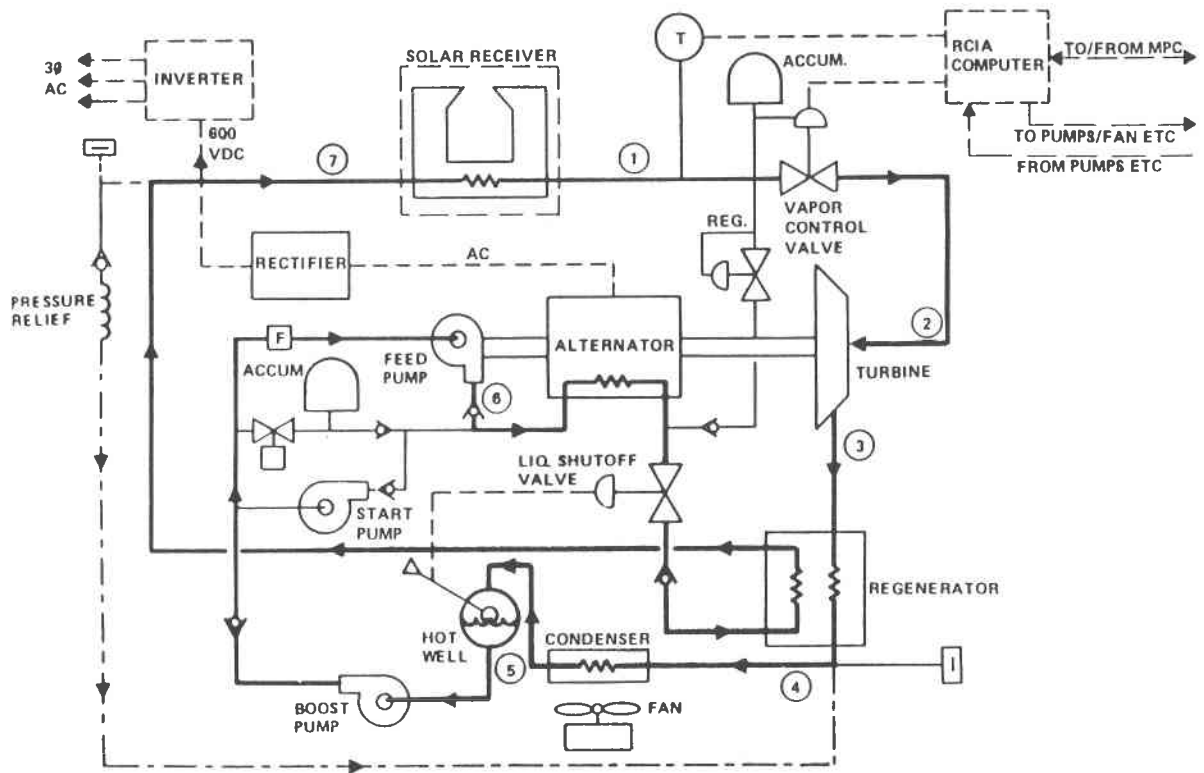 3φ
AC
INVERTER
600
VDC
SOLAR RECEIVER
T
ACCUM.
RCIA
COMPUTER
TO/FROM MPC
TO PUMPS/FAN ETC
FROM PUMPS ETC
7
1
VAPOR
CONTROL
VALVE
REG.
RECTIFIER
AC
PRESSURE
RELIEF
F
ACCUM
FEED
PUMP
ALTERNATOR
2
TURBINE
6
3
LIQ. SHUTOFF
VALVE
START
PUMP
REGENERATOR
HOT
WELL
CONDENSER
5
4
I
BOOST
PUMP
FAN